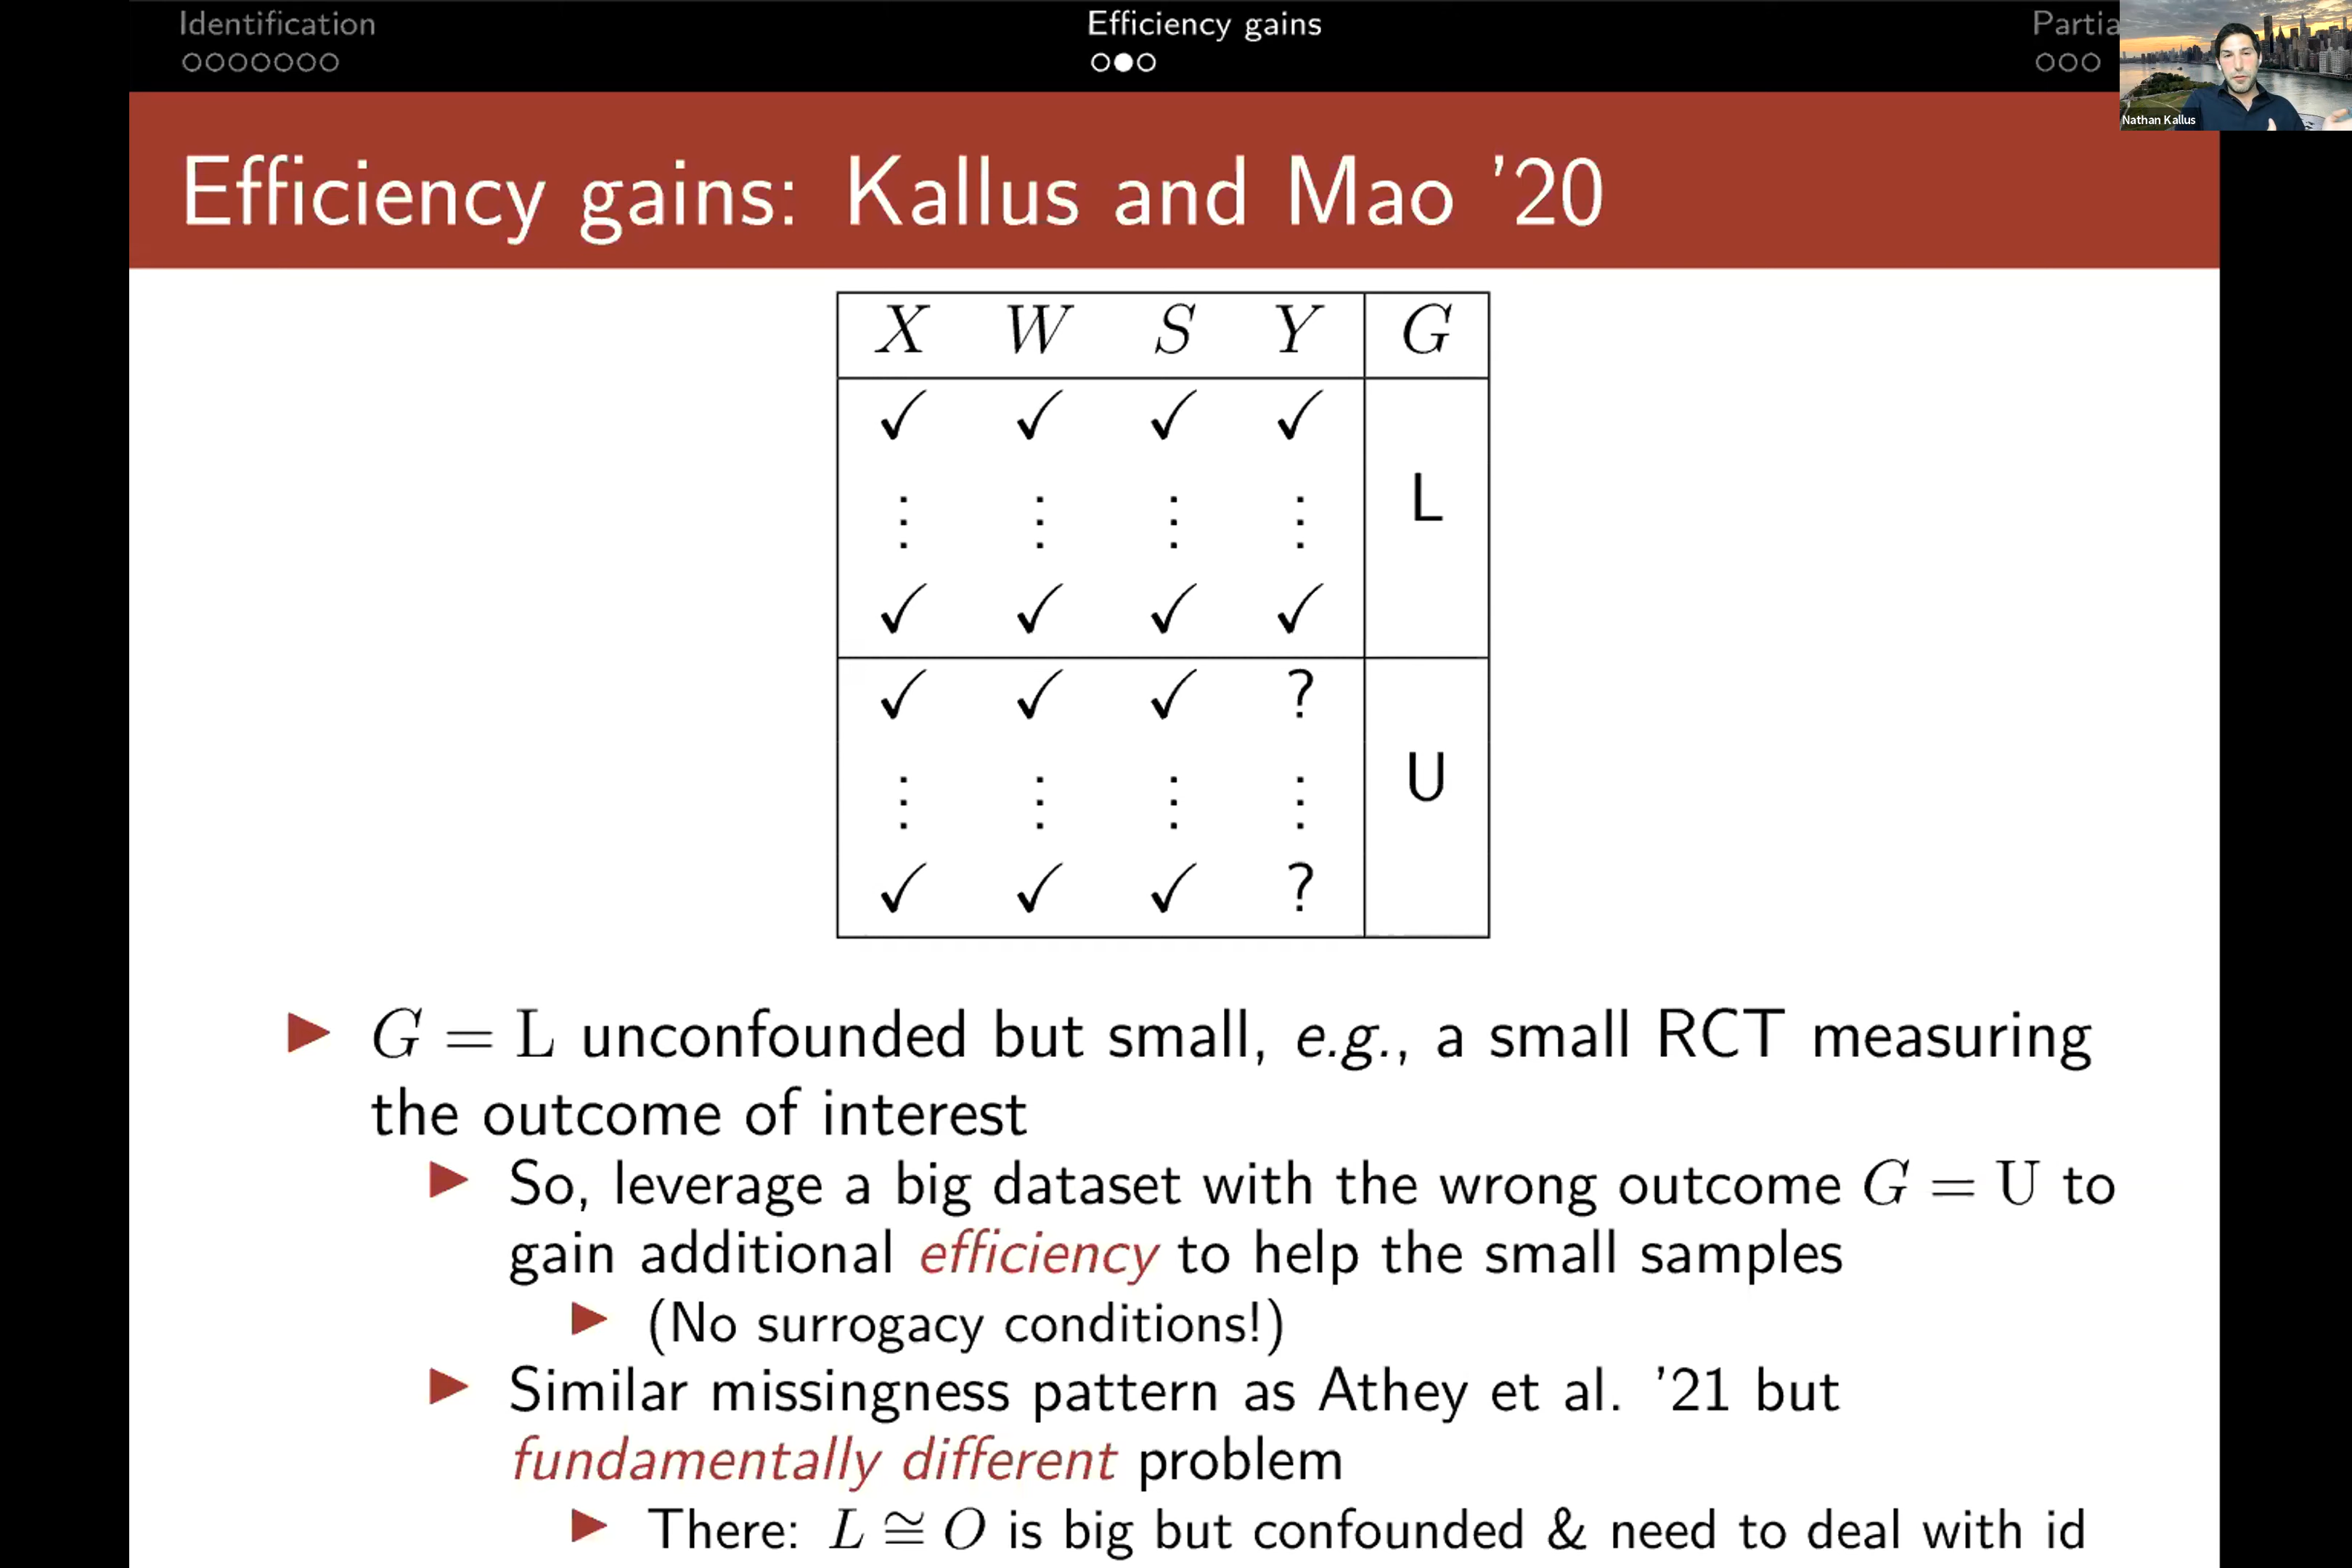 Identification
Efficiency gains
Partia
Nathan Kallus
Efficiency gains: Kallus and Mao ’20
X W S Y G
✓ ✓ ✓ ✓
⋮ ⋮ ⋮ ⋮ L
✓ ✓ ✓ ✓
✓ ✓ ✓ ?
⋮ ⋮ ⋮ ⋮ U
✓ ✓ ✓ ?
▶ G = L unconfounded but small, e.g., a small RCT measuring
the outcome of interest
▶ So, leverage a big dataset with the wrong outcome G = U to
gain additional efficiency to help the small samples
▶ (No surrogacy conditions!)
▶ Similar missingness pattern as Athey et al. ’21 but
fundamentally different problem
▶ There: L ≅ O is big but confounded & need to deal with id